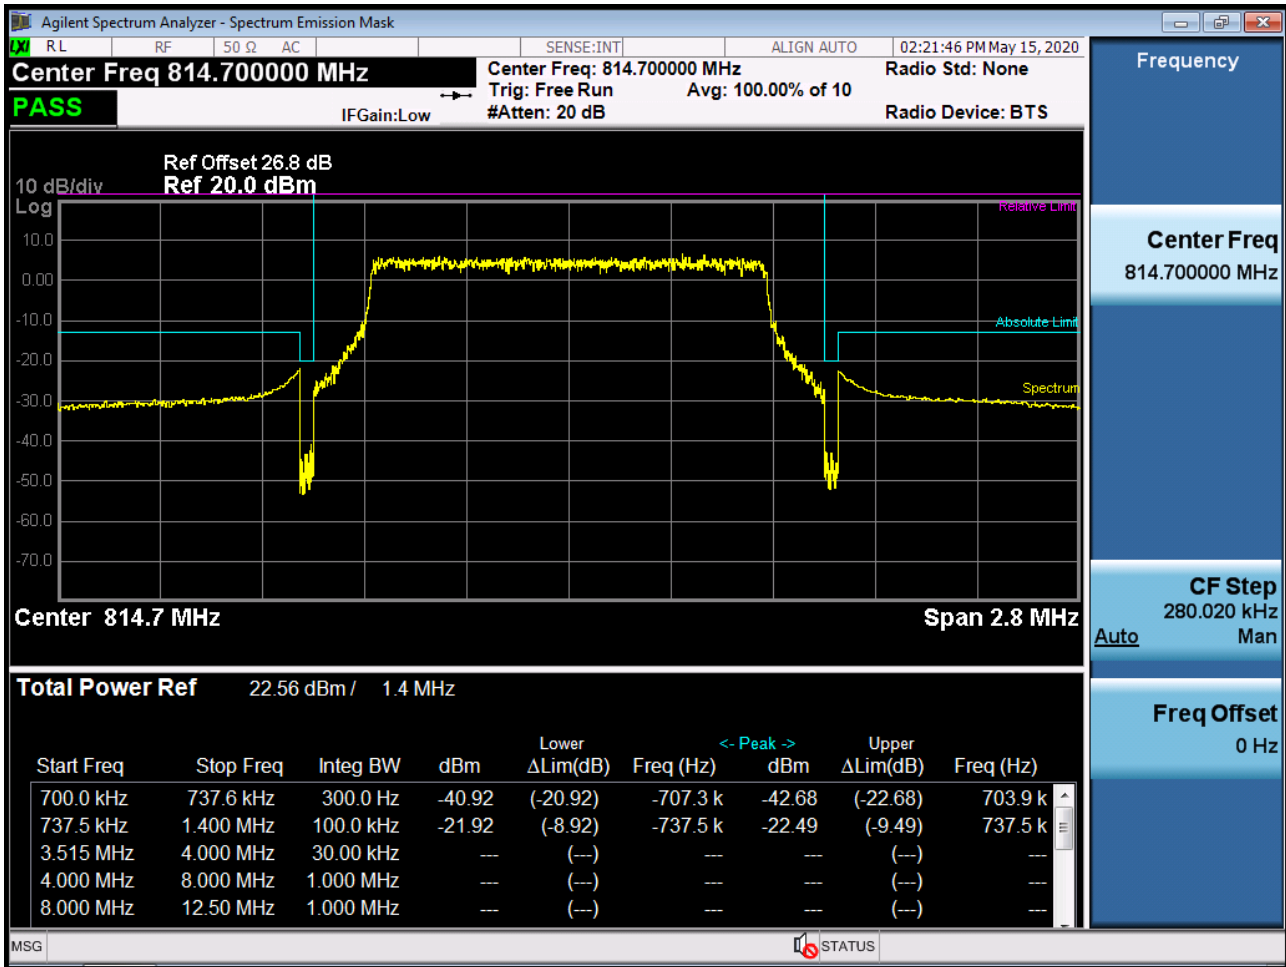 Agilent Spectrum Analyzer - Spectrum Emission Mask
LXI RL RF 50 Ω AC SENSE:INT ALIGN AUTO 02:21:46 PM May 15, 2020
Center Freq 814.700000 MHz
Center Freq: 814.700000 MHz Radio Std: None
Trig: Free Run Avg: 100.00% of 10
PASS IFGain:Low #Atten: 20 dB Radio Device: BTS
Ref Offset 26.8 dB
10 dB/div Ref 20.0 dBm
Log
Relative Limit
10.0
0.00
-10.0
Absolute Limit
-20.0
Spectrum
-30.0
-40.0
-50.0
-60.0
-70.0
Center 814.7 MHz Span 2.8 MHz
Total Power Ref 22.56 dBm / 1.4 MHz
Lower <- Peak -> Upper
Start Freq Stop Freq Integ BW dBm ΔLim(dB) Freq (Hz) dBm ΔLim(dB) Freq (Hz)
700.0 kHz 737.6 kHz 300.0 Hz -40.92 (-20.92) -707.3 k -42.68 (-22.68) 703.9 k
737.5 kHz 1.400 MHz 100.0 kHz -21.92 (-8.92) -737.5 k -22.49 (-9.49) 737.5 k
3.515 MHz 4.000 MHz 30.00 kHz --- (---) --- --- (---) ---
4.000 MHz 8.000 MHz 1.000 MHz --- (---) --- --- (---) ---
8.000 MHz 12.50 MHz 1.000 MHz --- (---) --- --- (---) ---
MSG STATUS
Frequency
Center Freq
814.700000 MHz
CF Step
280.020 kHz
Auto Man
Freq Offset
0 Hz